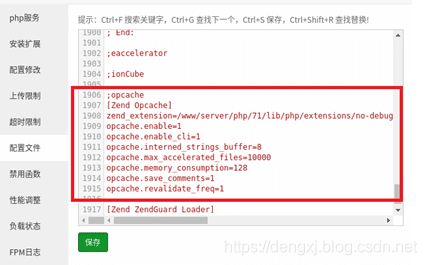 php服务
安装扩展
配置修改
上传限制
超时限制
配置文件
禁用函数
性能调整
负载状态
FPM日志
提示：Ctrl+F 搜索关键字，Ctrl+G 查找下一个，Ctrl+S 保存，Ctrl+Shift+R 查找替换!
1900 ; End:
1901
1902 ;eaccelerator
1903
1904 ;ionCube
1905
1906 ;opcache
1907 [Zend Opcache]
1908 zend_extension=/www/server/php/71/lib/php/extensions/no-debug
1909 opcache.enable=1
1910 opcache.enable_cli=1
1911 opcache.interned_strings_buffer=8
1912 opcache.max_accelerated_files=10000
1913 opcache.memory_consumption=128
1914 opcache.save_comments=1
1915 opcache.revalidate_freq=1
1917 [Zend ZendGuard Loader]
保存
https://dengxj.blog.csdn.net